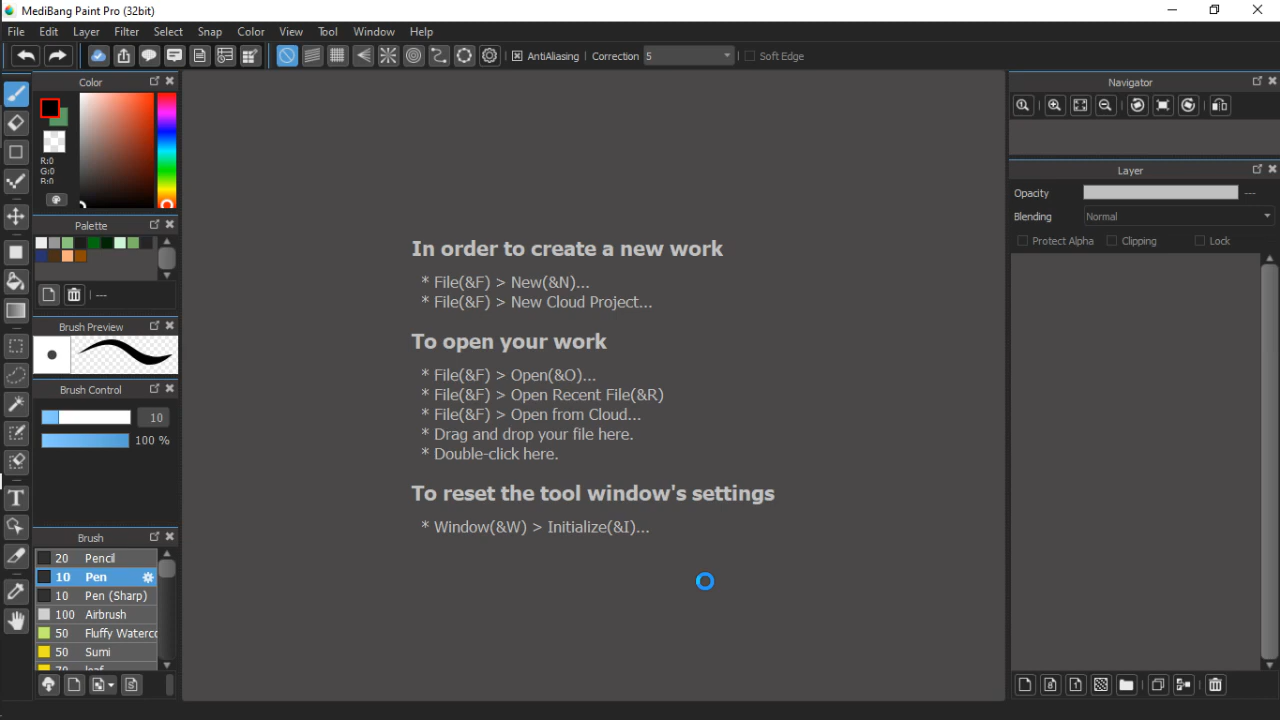 MediBang Paint Pro (32bit)
File Edit Layer Filter Select Snap Color View Tool Window Help
AntiAliasing Correction 5 Soft Edge
Color
R:0
G:0
B:0
Palette
---
Brush Preview
Brush Control
10
100 %
Brush
20 Pencil
10 Pen
10 Pen (Sharp)
100 Airbrush
50 Fluffy Waterco
50 Sumi
70 leaf
In order to create a new work
* File(&F) > New(&N)...
* File(&F) > New Cloud Project...
To open your work
* File(&F) > Open(&O)...
* File(&F) > Open Recent File(&R)
* File(&F) > Open from Cloud...
* Drag and drop your file here.
* Double-click here.
To reset the tool window's settings
* Window(&W) > Initialize(&I)...
Navigator
Layer
Opacity ---
Blending Normal
Protect Alpha Clipping Lock